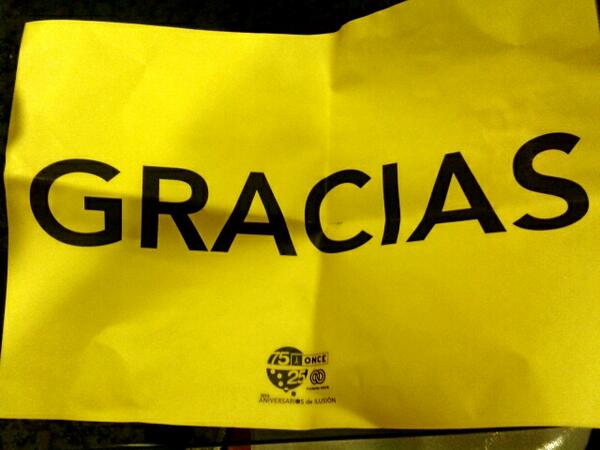 GRACIAS
75 ONCE
25
ANIVERSARIOS de ILUSIÓN